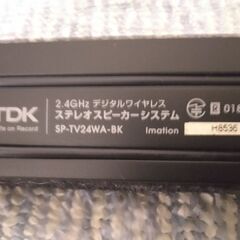 TDK
2.4GHz デジタルワイヤレス
ステレオスピーカーシステム
SP-TV24WA-BK
Imation
on Record
R 018
H8536